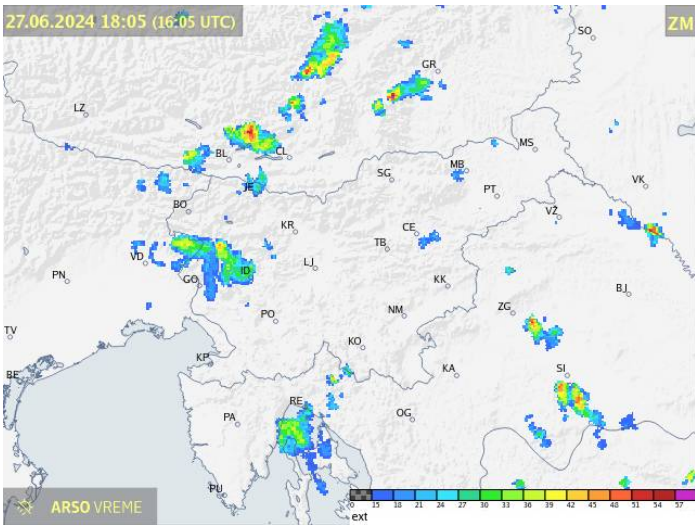 27.06.2024 18:05 (16:05 UTC)
ZM
SO
GR
LZ
BL
CL
MS
JE
SG
MB
VK
PT
BO
VŽ
KR
CE
TB
VD
ID
LJ
PN
GO
KK
BJ
PO
NM
ZG
TV
KO
KP
BE
KA
SI
RE
PA
OG
PU
ARSO VREME
0 15 18 21 24 27 30 33 36 39 42 45 48 51 54 57
ext